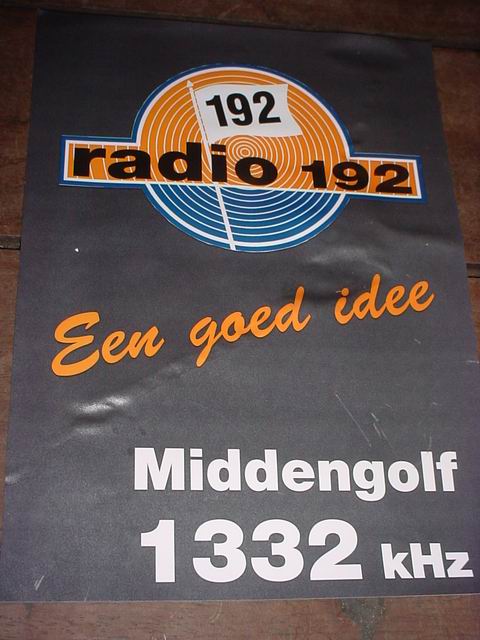 192
radio 192
Een goed idee
Middengolf
1332 kHz